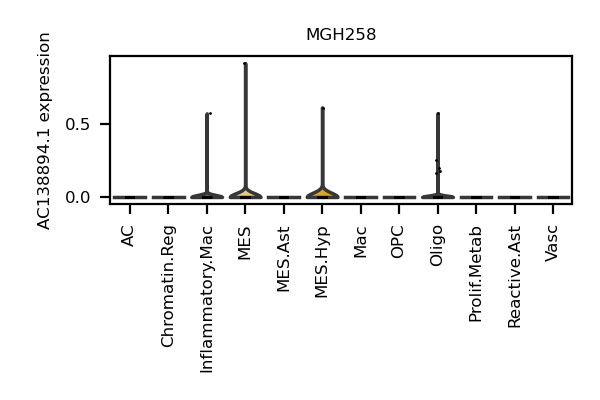 MGH258
AC138894.1 expression
0.5
0.0
AC
Chromatin.Reg
Inflammatory.Mac
MES
MES.Ast
MES.Hyp
Mac
OPC
Oligo
Prolif.Metab
Reactive.Ast
Vasc